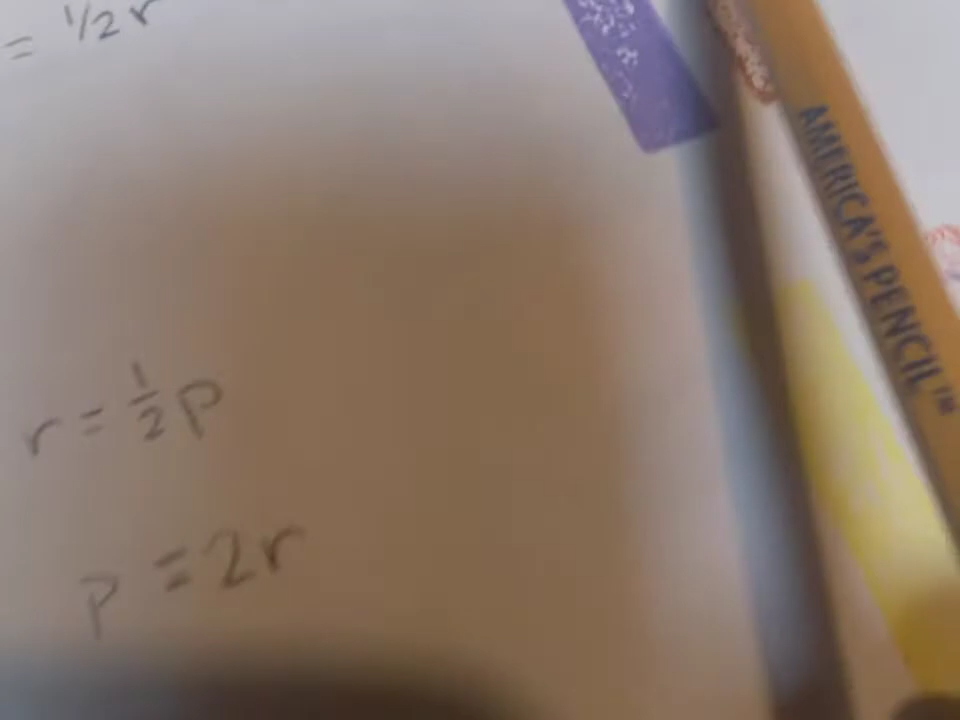 = 1/2 r
AMERICA'S PENCIL™
r = 1/2 p
p = 2r